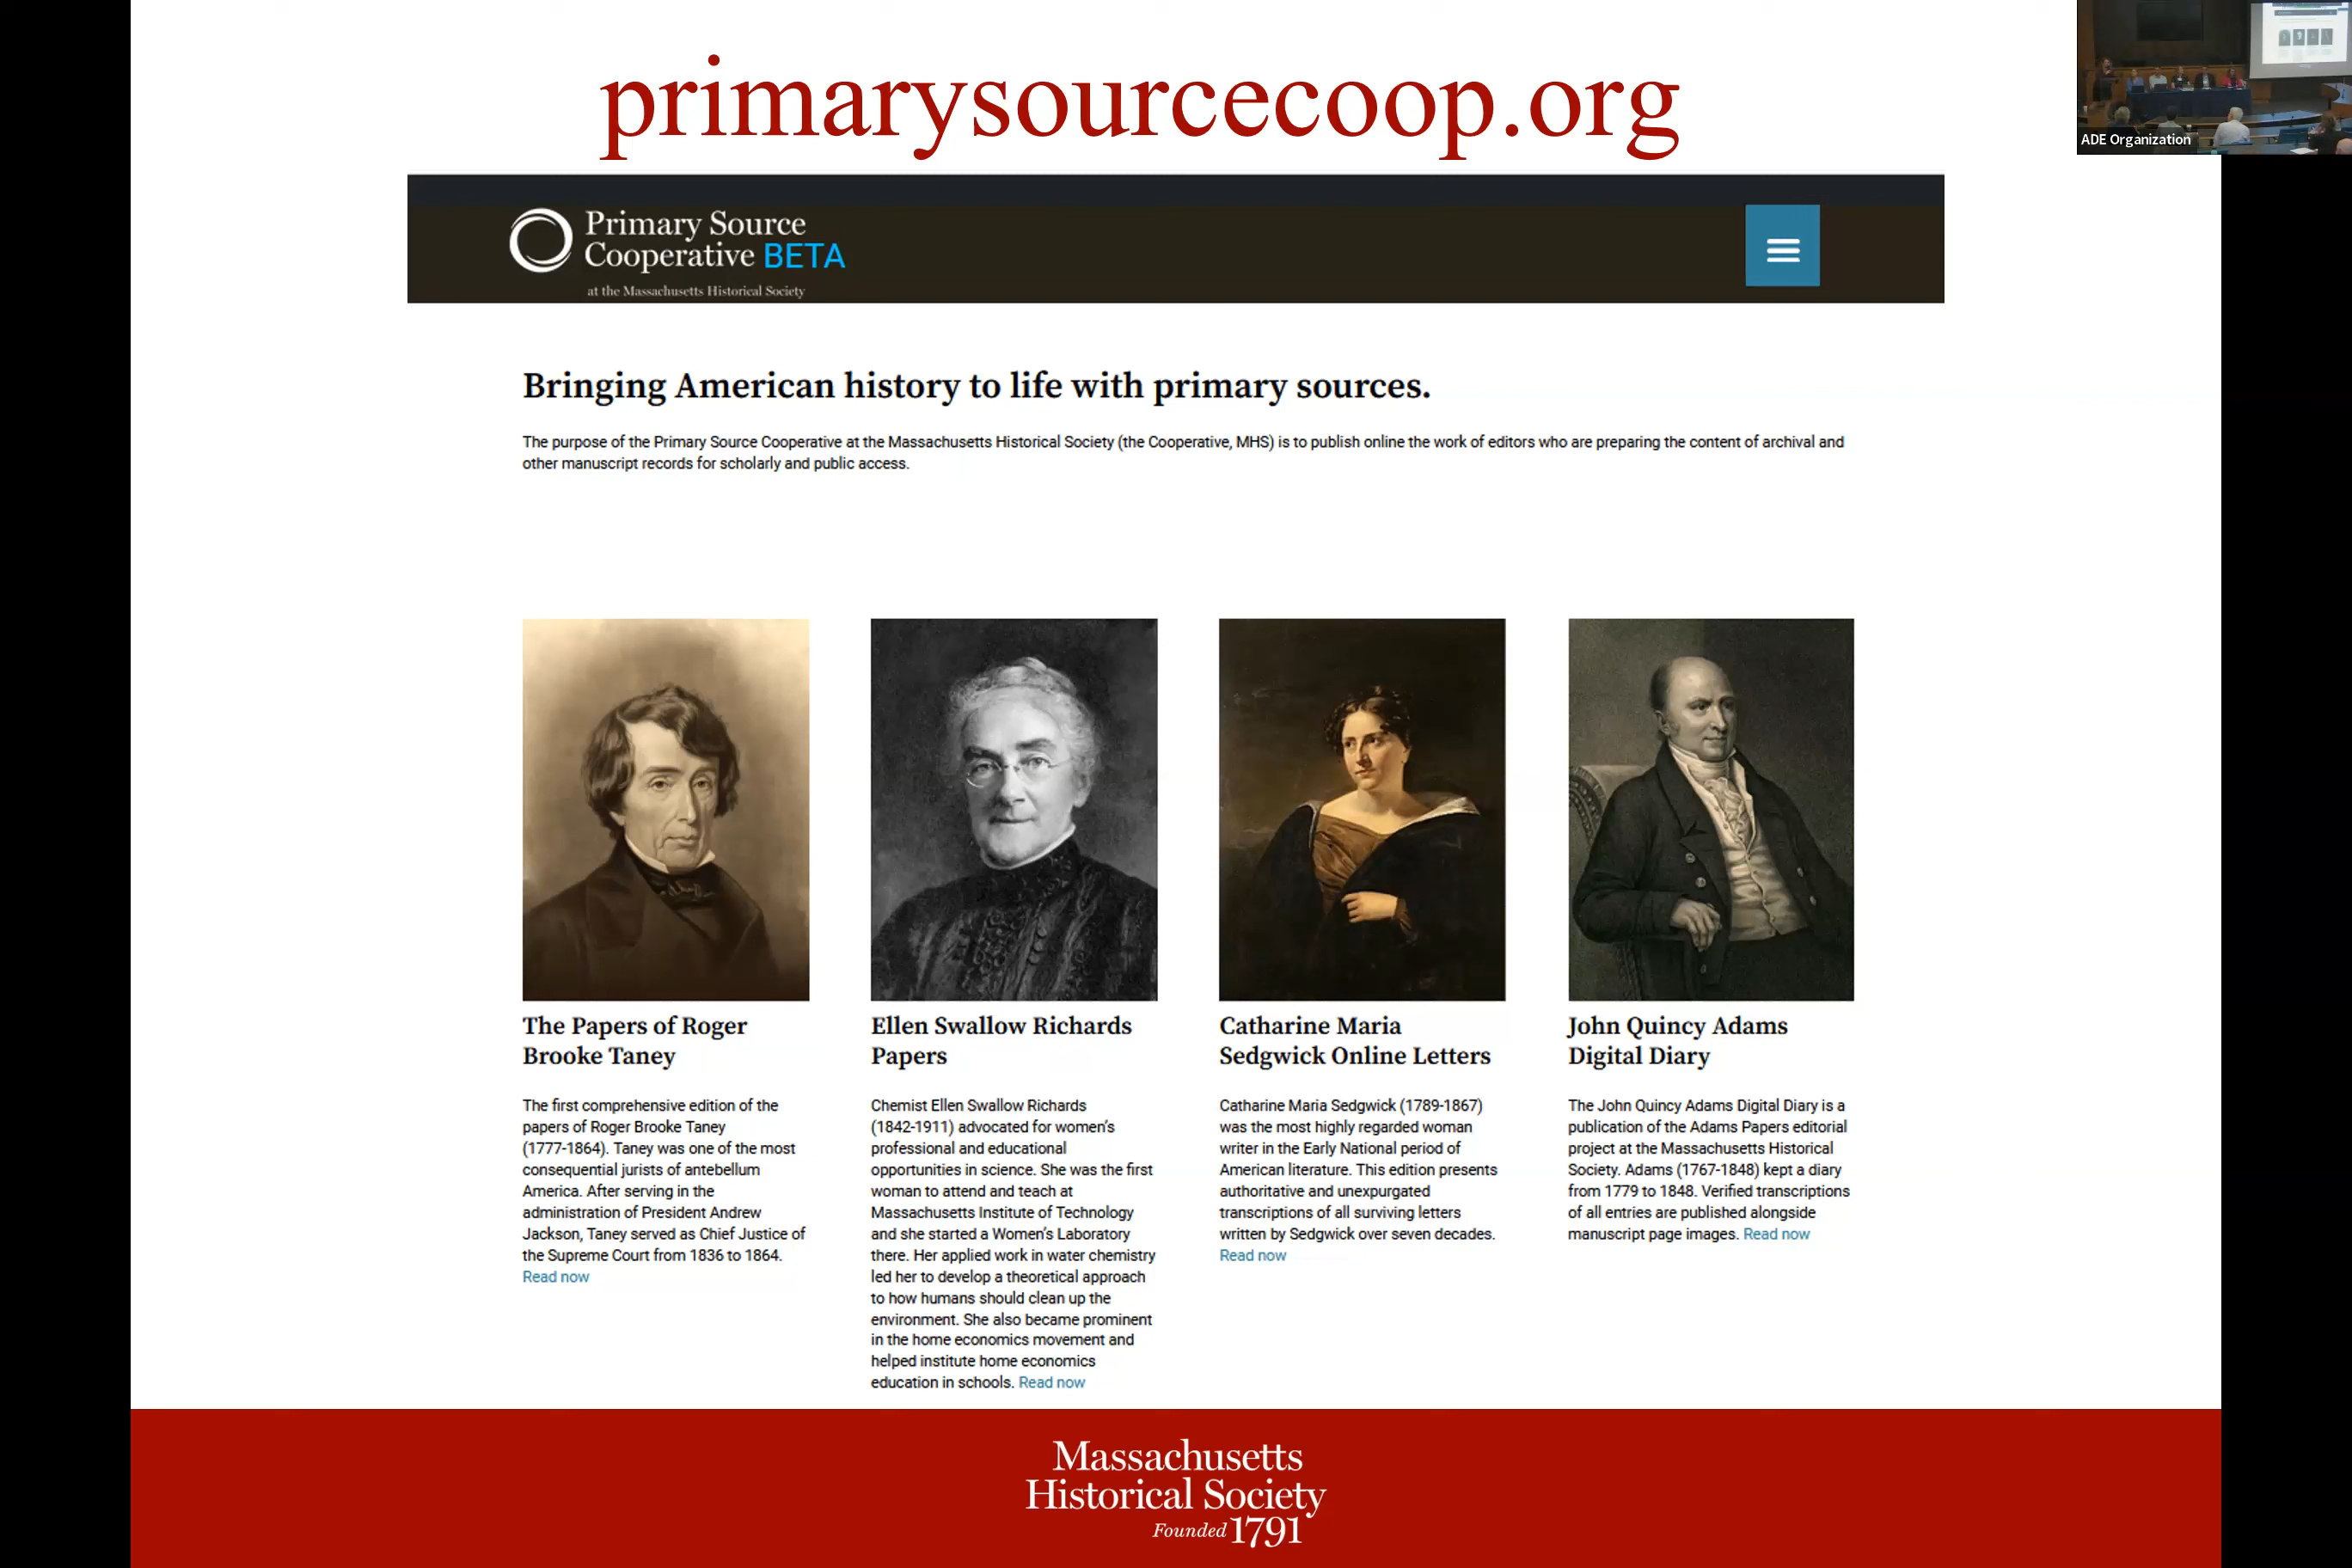 primarysourcecoop.org
ADE Organization
Primary Source
Cooperative BETA
at the Massachusetts Historical Society
Bringing American history to life with primary sources.
The purpose of the Primary Source Cooperative at the Massachusetts Historical Society (the Cooperative, MHS) is to publish online the work of editors who are preparing the content of archival and
other manuscript records for scholarly and public access.
The Papers of Roger
Brooke Taney
The first comprehensive edition of the
papers of Roger Brooke Taney
(1777-1864). Taney was one of the most
consequential jurists of antebellum
America. After serving in the
administration of President Andrew
Jackson, Taney served as Chief Justice of
the Supreme Court from 1836 to 1864.
Read now
Ellen Swallow Richards
Papers
Chemist Ellen Swallow Richards
(1842-1911) advocated for women's
professional and educational
opportunities in science. She was the first
woman to attend and teach at
Massachusetts Institute of Technology
and she started a Women's Laboratory
there. Her applied work in water chemistry
led her to develop a theoretical approach
to how humans should clean up the
environment. She also became prominent
in the home economics movement and
helped institute home economics
education in schools. Read now
Catharine Maria
Sedgwick Online Letters
Catharine Maria Sedgwick (1789-1867)
was the most highly regarded woman
writer in the Early National period of
American literature. This edition presents
authoritative and unexpurgated
transcriptions of all surviving letters
written by Sedgwick over seven decades.
Read now
John Quincy Adams
Digital Diary
The John Quincy Adams Digital Diary is a
publication of the Adams Papers editorial
project at the Massachusetts Historical
Society. Adams (1767-1848) kept a diary
from 1779 to 1848. Verified transcriptions
of all entries are published alongside
manuscript page images. Read now
Massachusetts
Historical Society
Founded 1791